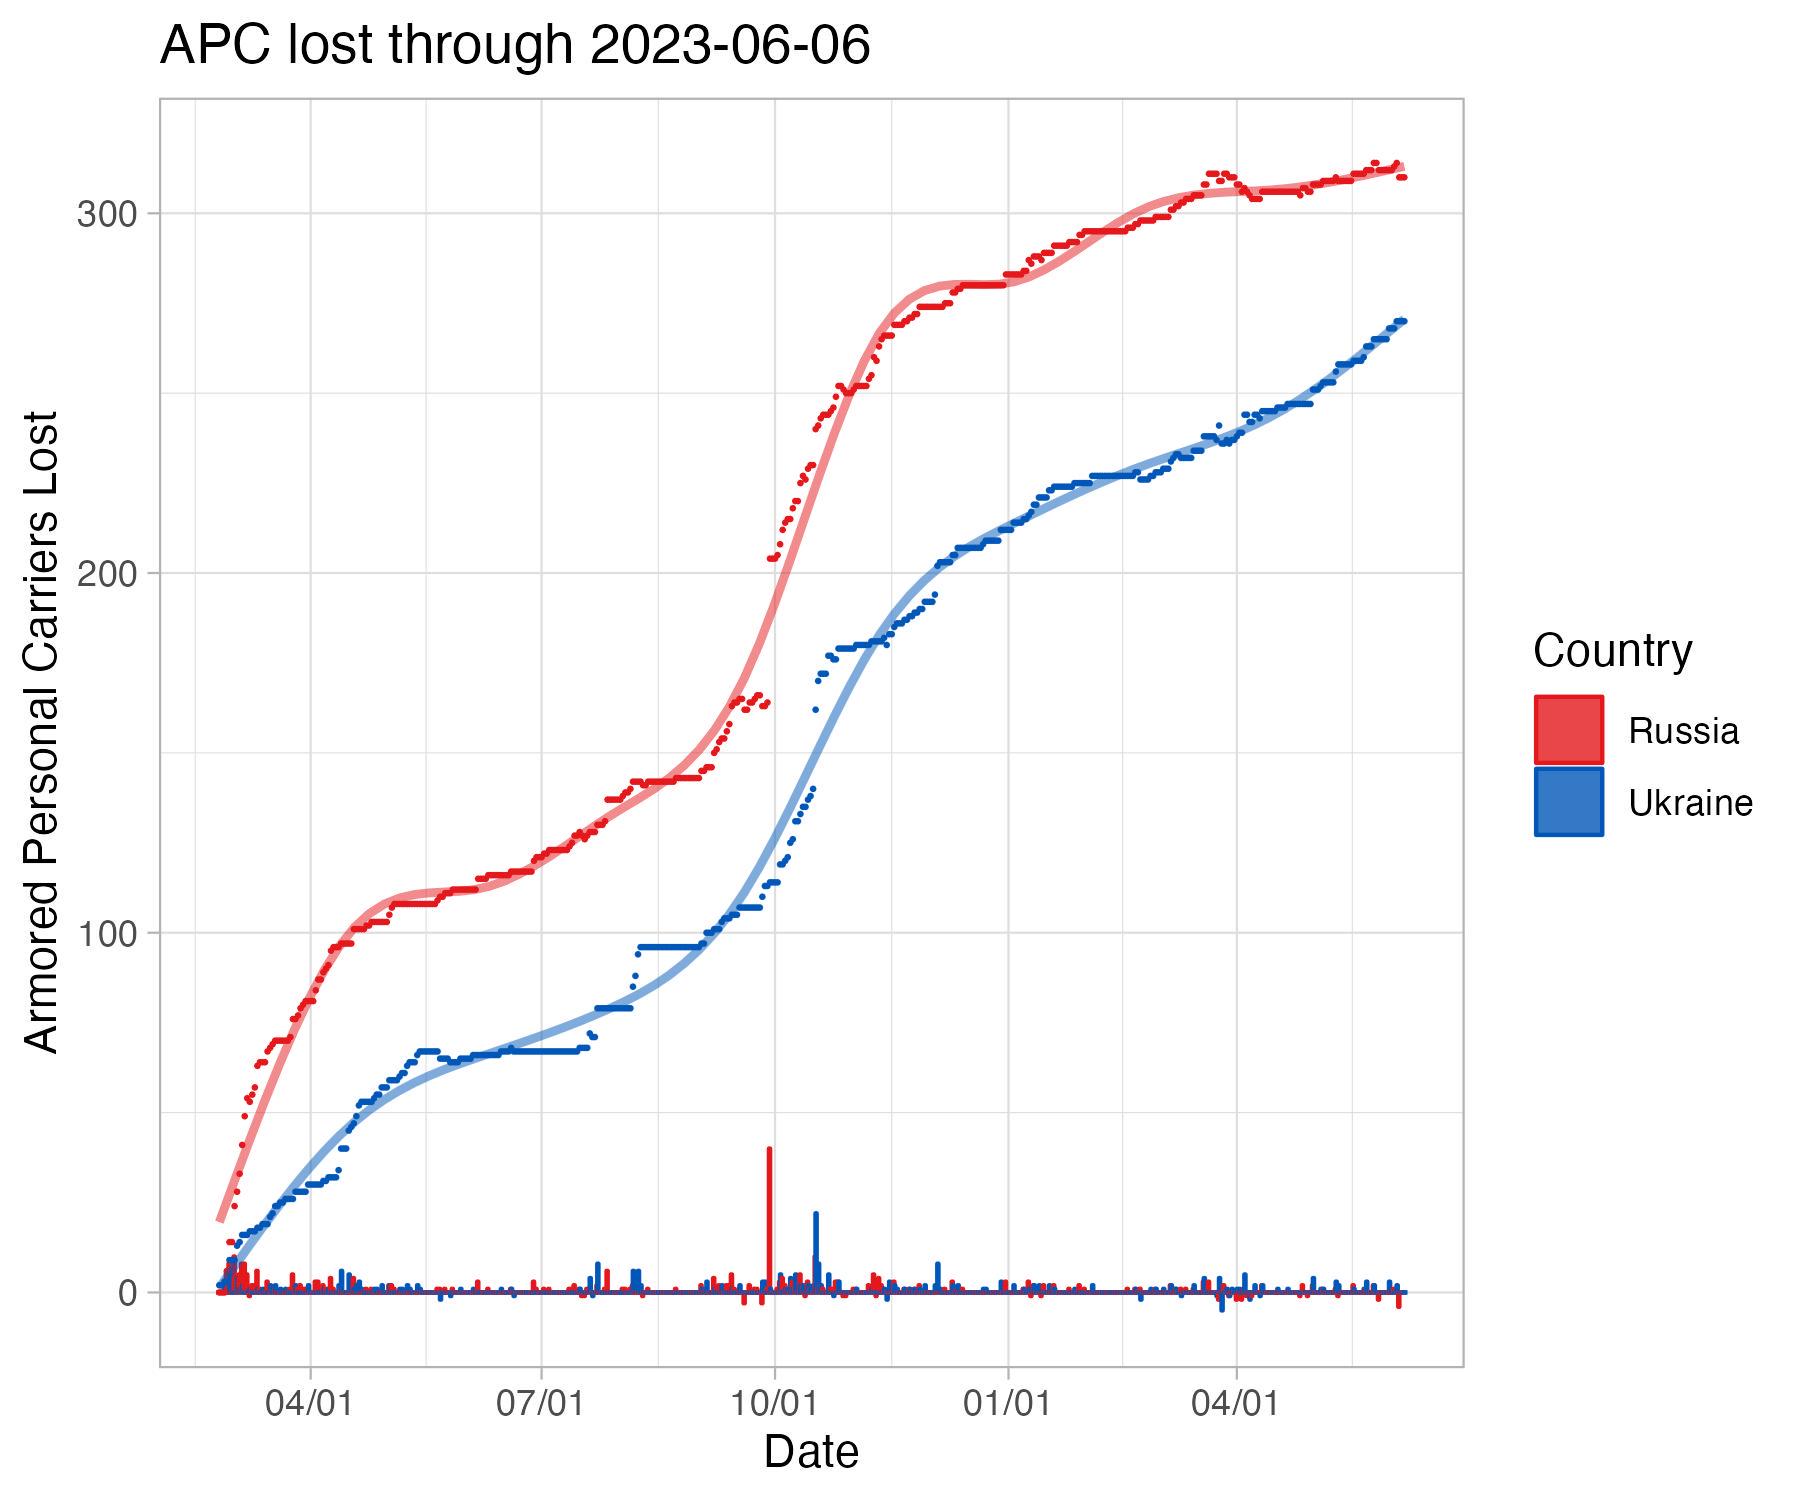 APC lost through 2023-06-06
Armored Personal Carriers Lost
300
200
100
0
04/01
07/01
10/01
01/01
04/01
Date
Country
Russia
Ukraine